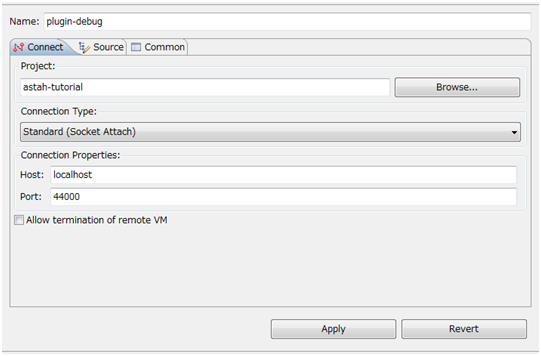 Name: plugin-debug
Connect Source Common
Project:
astah-tutorial Browse...
Connection Type:
Standard (Socket Attach)
Connection Properties:
Host: localhost
Port: 44000
Allow termination of remote VM
Apply Revert